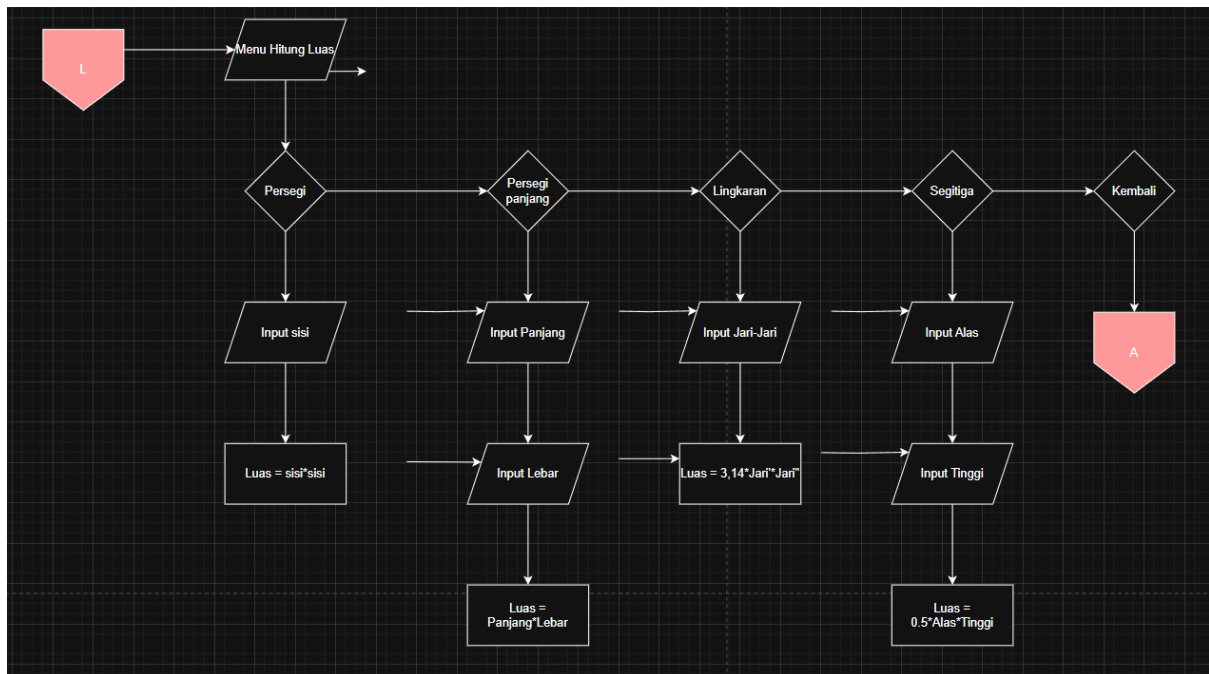 L
Menu Hitung Luas
Persegi
Persegi
panjang
Lingkaran
Segitiga
Kembali
Input sisi
Input Panjang
Input Jari-Jari
Input Alas
A
Luas = sisi*sisi
Input Lebar
Luas = 3,14*Jari"*Jari"
Input Tinggi
Luas =
Panjang*Lebar
Luas =
0.5*Alas*Tinggi